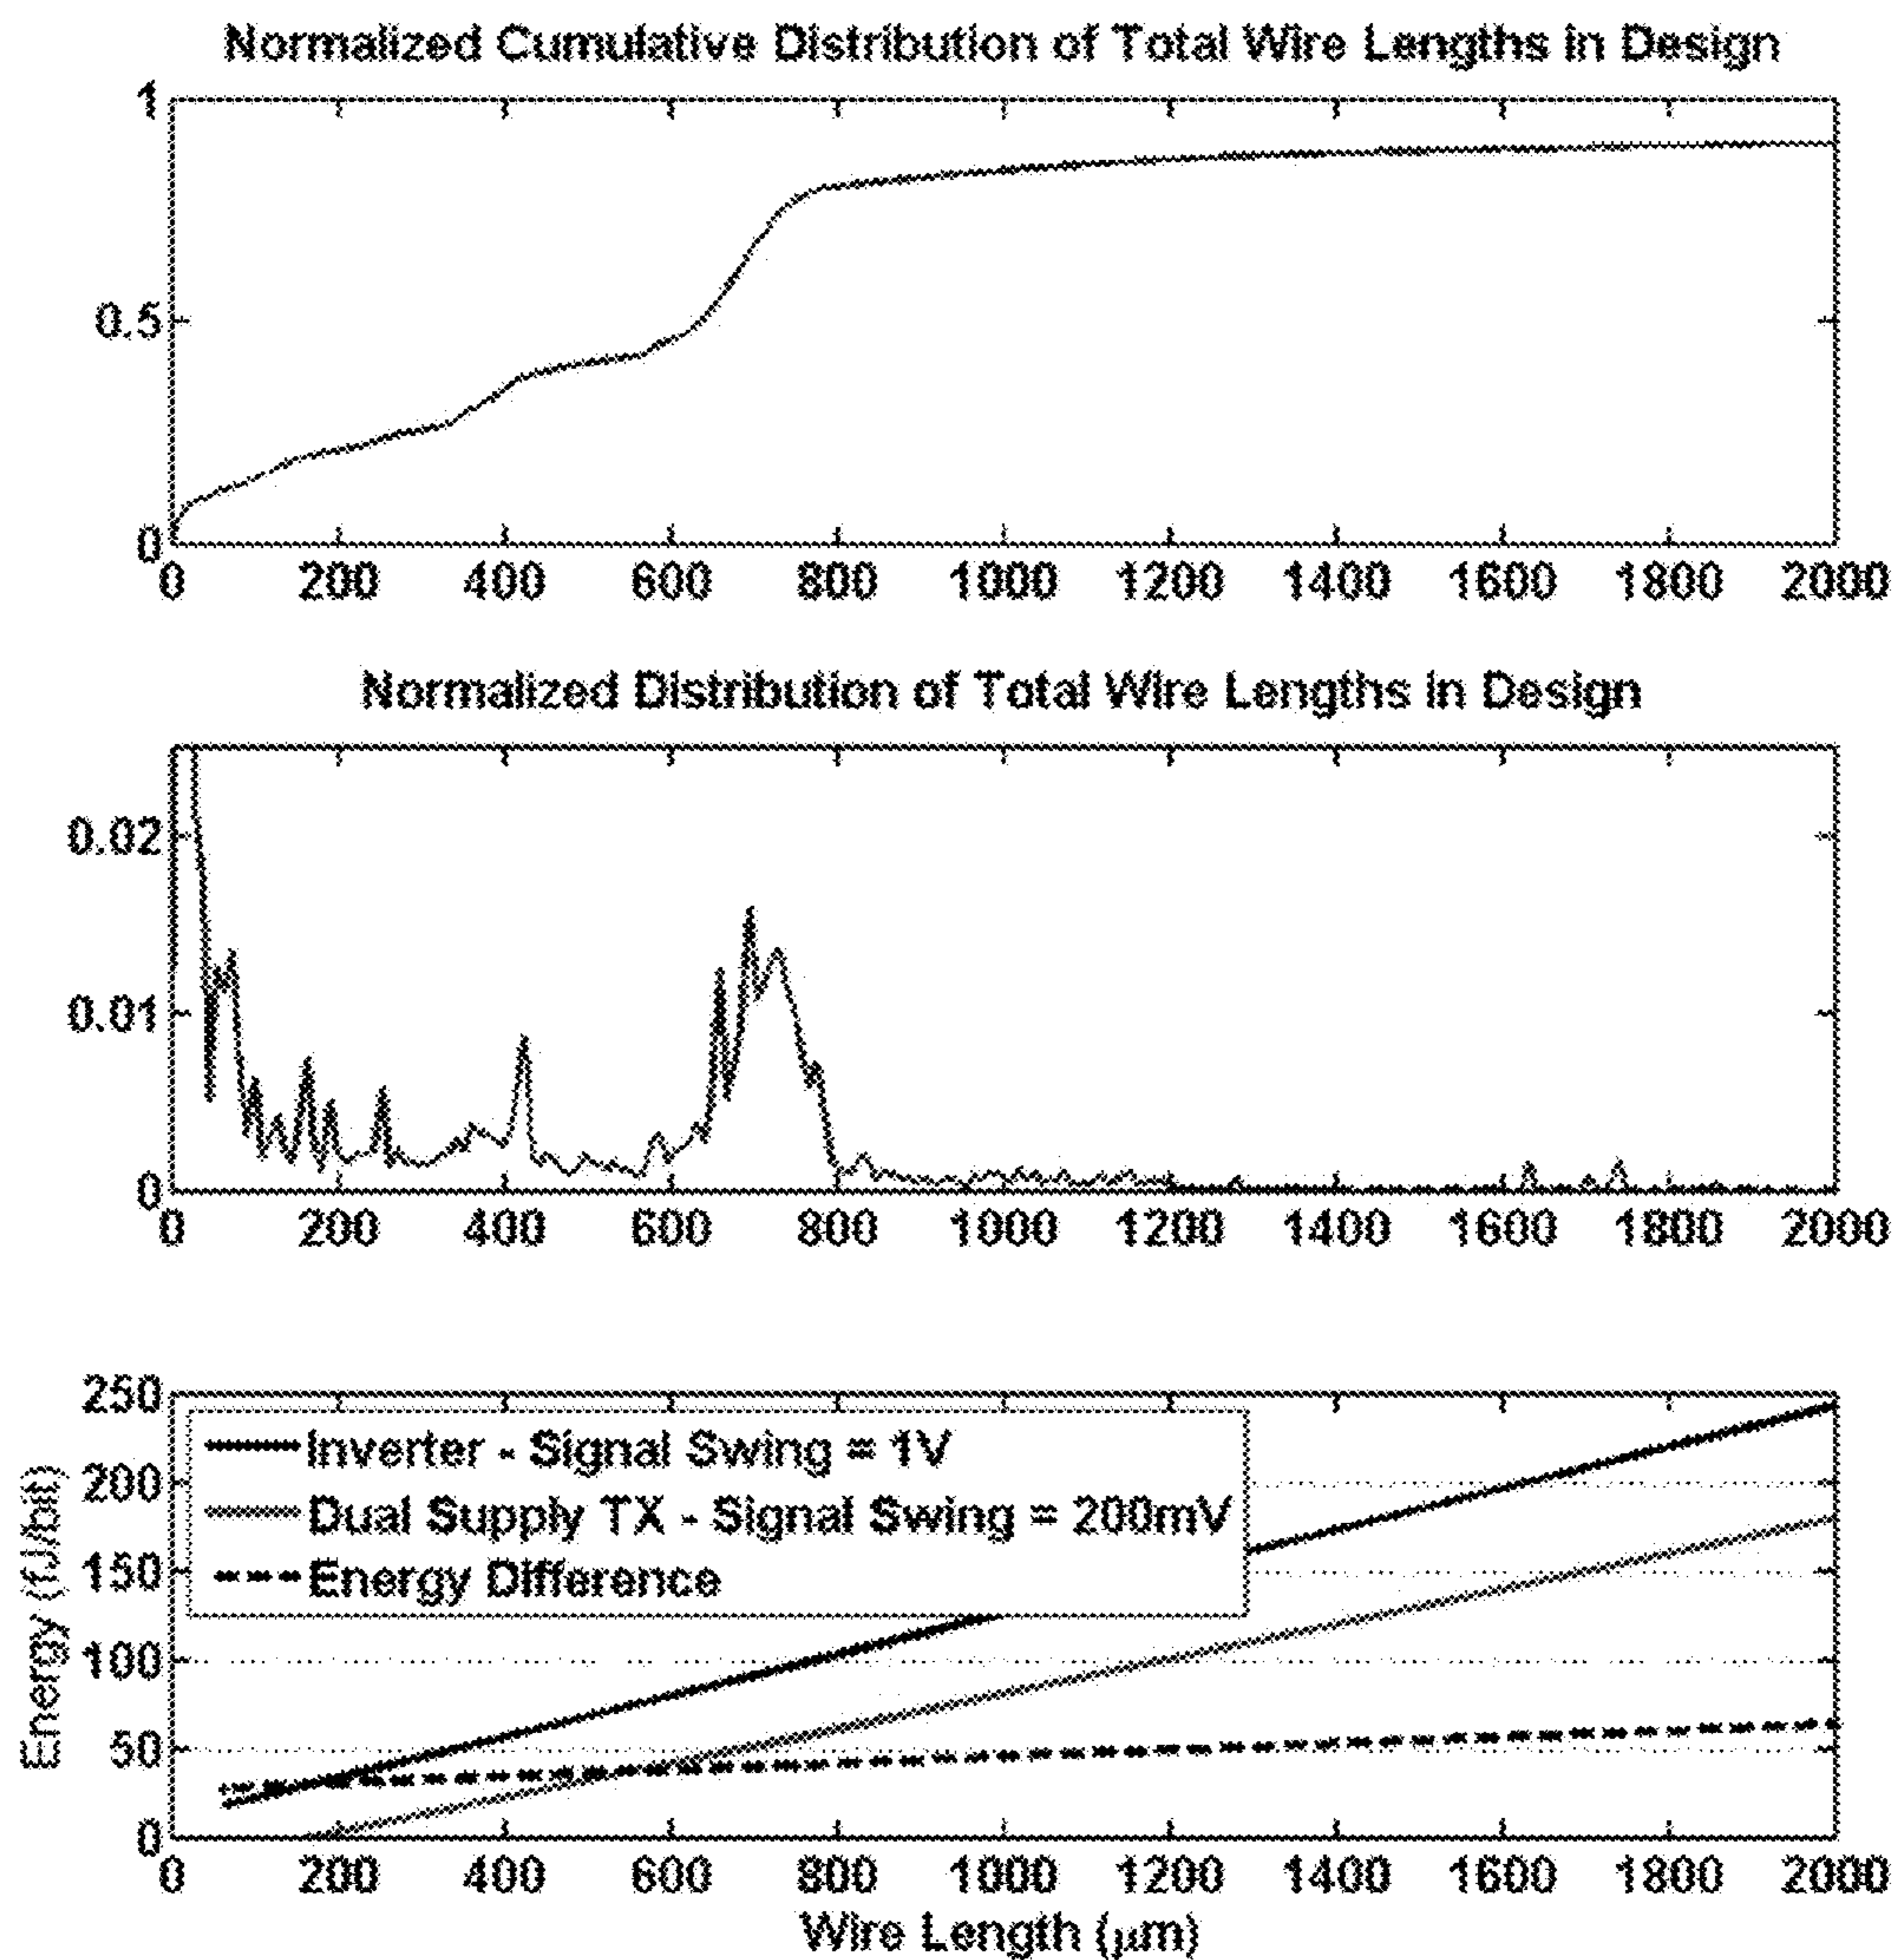 Normalized Cumulative Distribution of Total Wire Lengths in Design
1
0.5
0
0 200 400 600 800 1000 1200 1400 1600 1800 2000
Normalized Distribution of Total Wire Lengths in Design
0.02
0.01
0
0 200 400 600 800 1000 1200 1400 1600 1800 2000
250
200
150
100
50
0
Energy (fJ/bit)
Inverter - Signal Swing = 1V
Dual Supply TX - Signal Swing = 200mV
Energy Difference
0 200 400 600 800 1000 1200 1400 1600 1800 2000
Wire Length (μm)